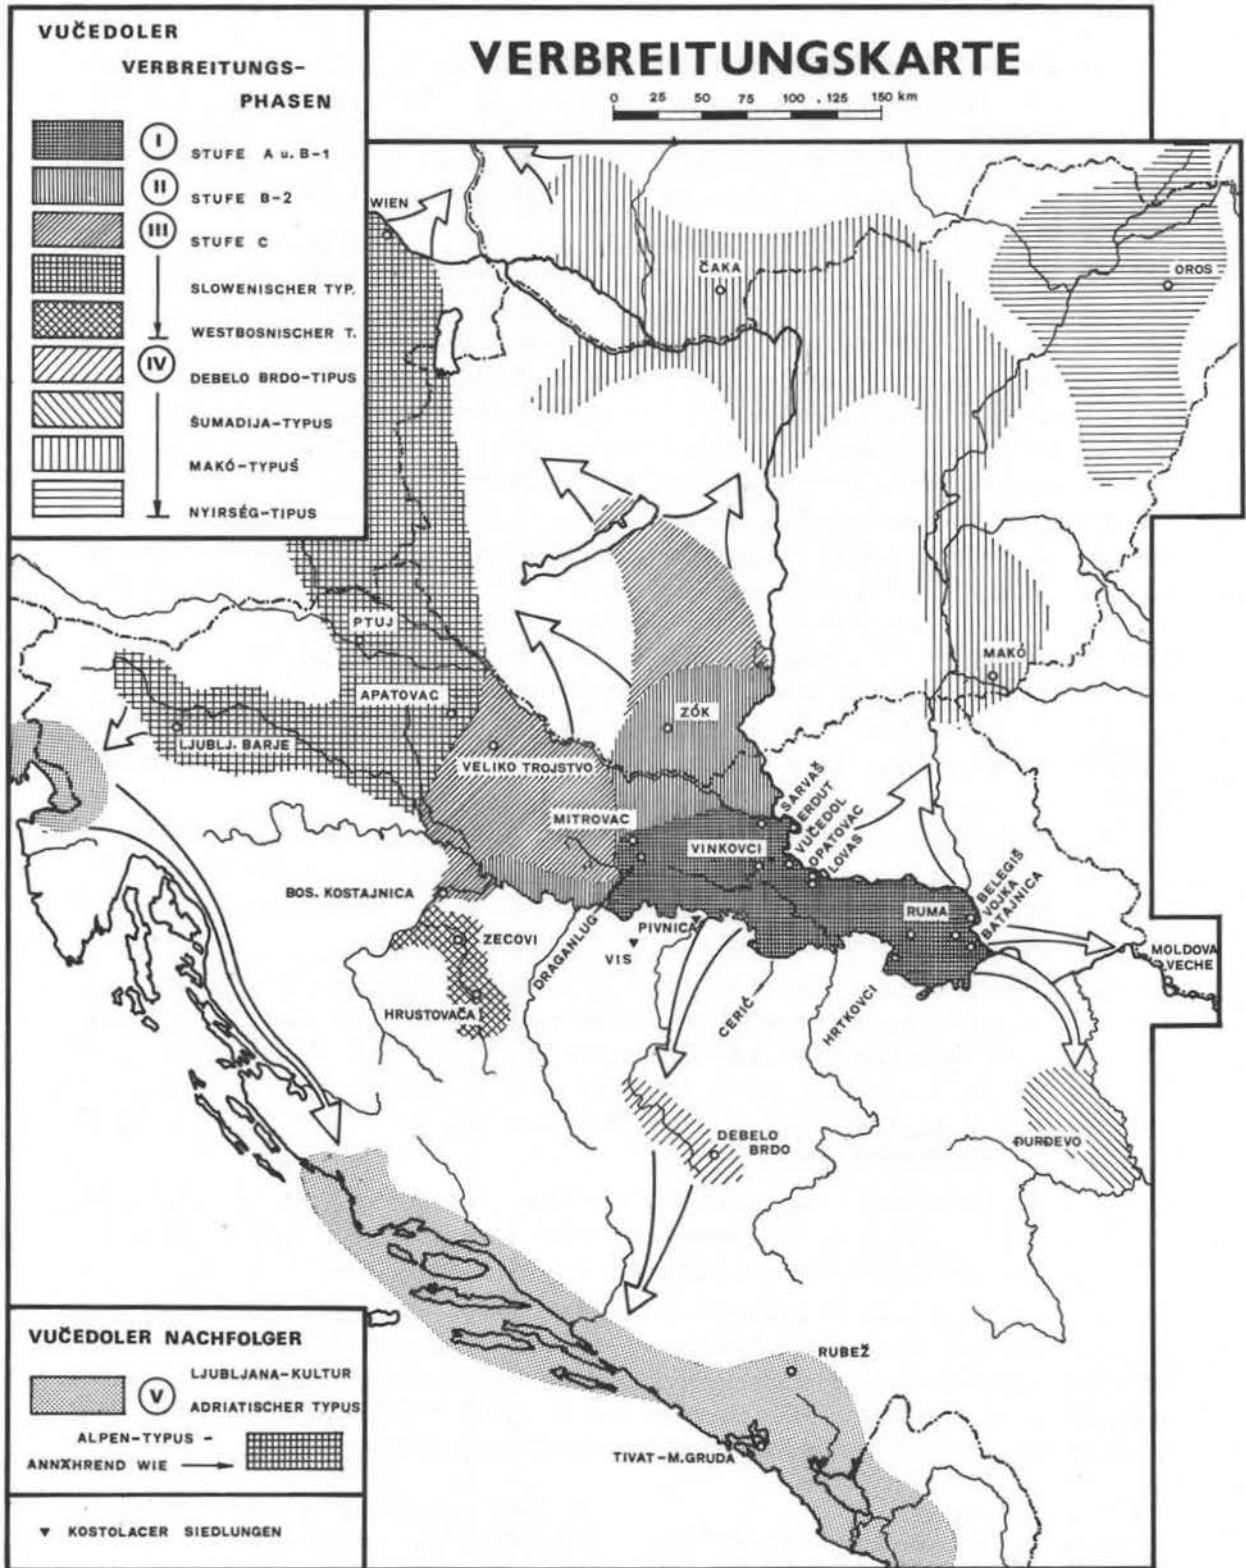 VUČEDOLER
VERBREITUNGS-
PHASEN
I STUFE A u. B-1
II STUFE B-2
III STUFE C
SLOWENISCHER TYP.
WESTBOSNISCHER T.
IV DEBELO BRDO-TIPUS
ŠUMADIJA-TYPUS
MAKÓ-TYPUŚ
NYIRSÉG-TIPUS
VERBREITUNGSKARTE
0 25 50 75 100 . 125 150 km
WIEN
ČAKA
OROS
PTUJ
MAKÓ
APATOVAC
ZÓK
LJUBLJ. BARJE
VELIKO TROJSTVO
MITROVAC
SARVAŠ
ERDUT
VUČEDOL
OPATOVAC
LOVAS
VINKOVCI
BOS. KOSTAJNICA
RUMA
BELEGIŠ
VOJKA
BATAJNICA
ZECOVI
DRAGANLUG
PIVNICA
VIS
MOLDOVA
VECHE
HRUSTOVAČA
CERIĆ
HRTKOVCI
DEBELO
BRDO
ĐURĐEVO
RUBEŽ
TIVAT-M.GRUDA
VUČEDOLER NACHFOLGER
V LJUBLJANA-KULTUR
ADRIATISCHER TYPUS
ALPEN-TYPUS -
ANNÄHREND WIE
KOSTOLACER SIEDLUNGEN